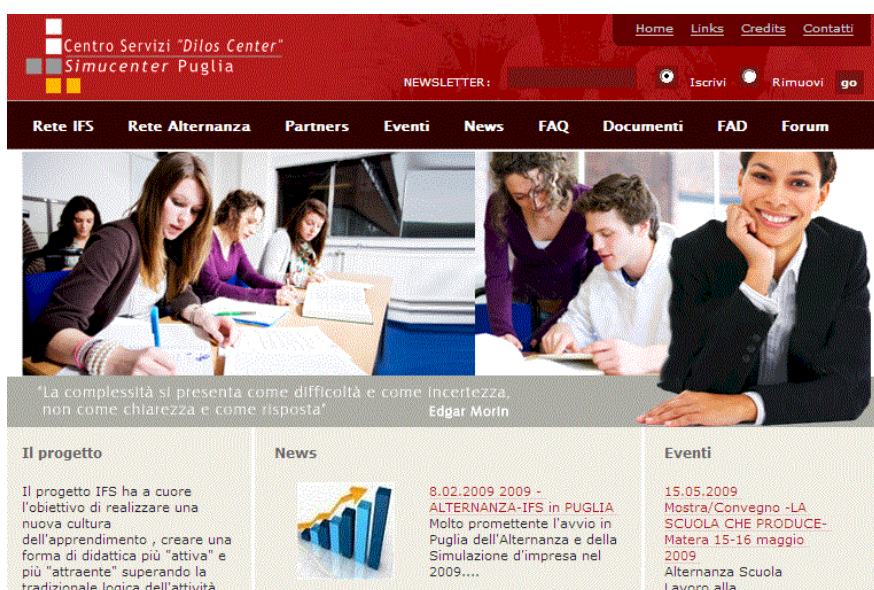 Home Links Credits Contatti
Centro Servizi "Dilos Center"
Simucenter Puglia
NEWSLETTER: Iscrivi Rimuovi go
Rete IFS Rete Alternanza Partners Eventi News FAQ Documenti FAD Forum
"La complessità si presenta come difficoltà e come incertezza,
non come chiarezza e come risposta"
Edgar Morin
Il progetto
Il progetto IFS ha a cuore
l'obiettivo di realizzare una
nuova cultura
dell'apprendimento , creare una
forma di didattica più "attiva" e
più "attraente" superando la
tradizionale logica dell'attività
News
8.02.2009 2009 -
ALTERNANZA-IFS in PUGLIA
Molto promettente l'avvio in
Puglia dell'Alternanza e della
Simulazione d'impresa nel
2009....
Eventi
15.05.2009
Mostra/Convegno -LA
SCUOLA CHE PRODUCE-
Matera 15-16 maggio
2009
Alternanza Scuola
Lavoro alla